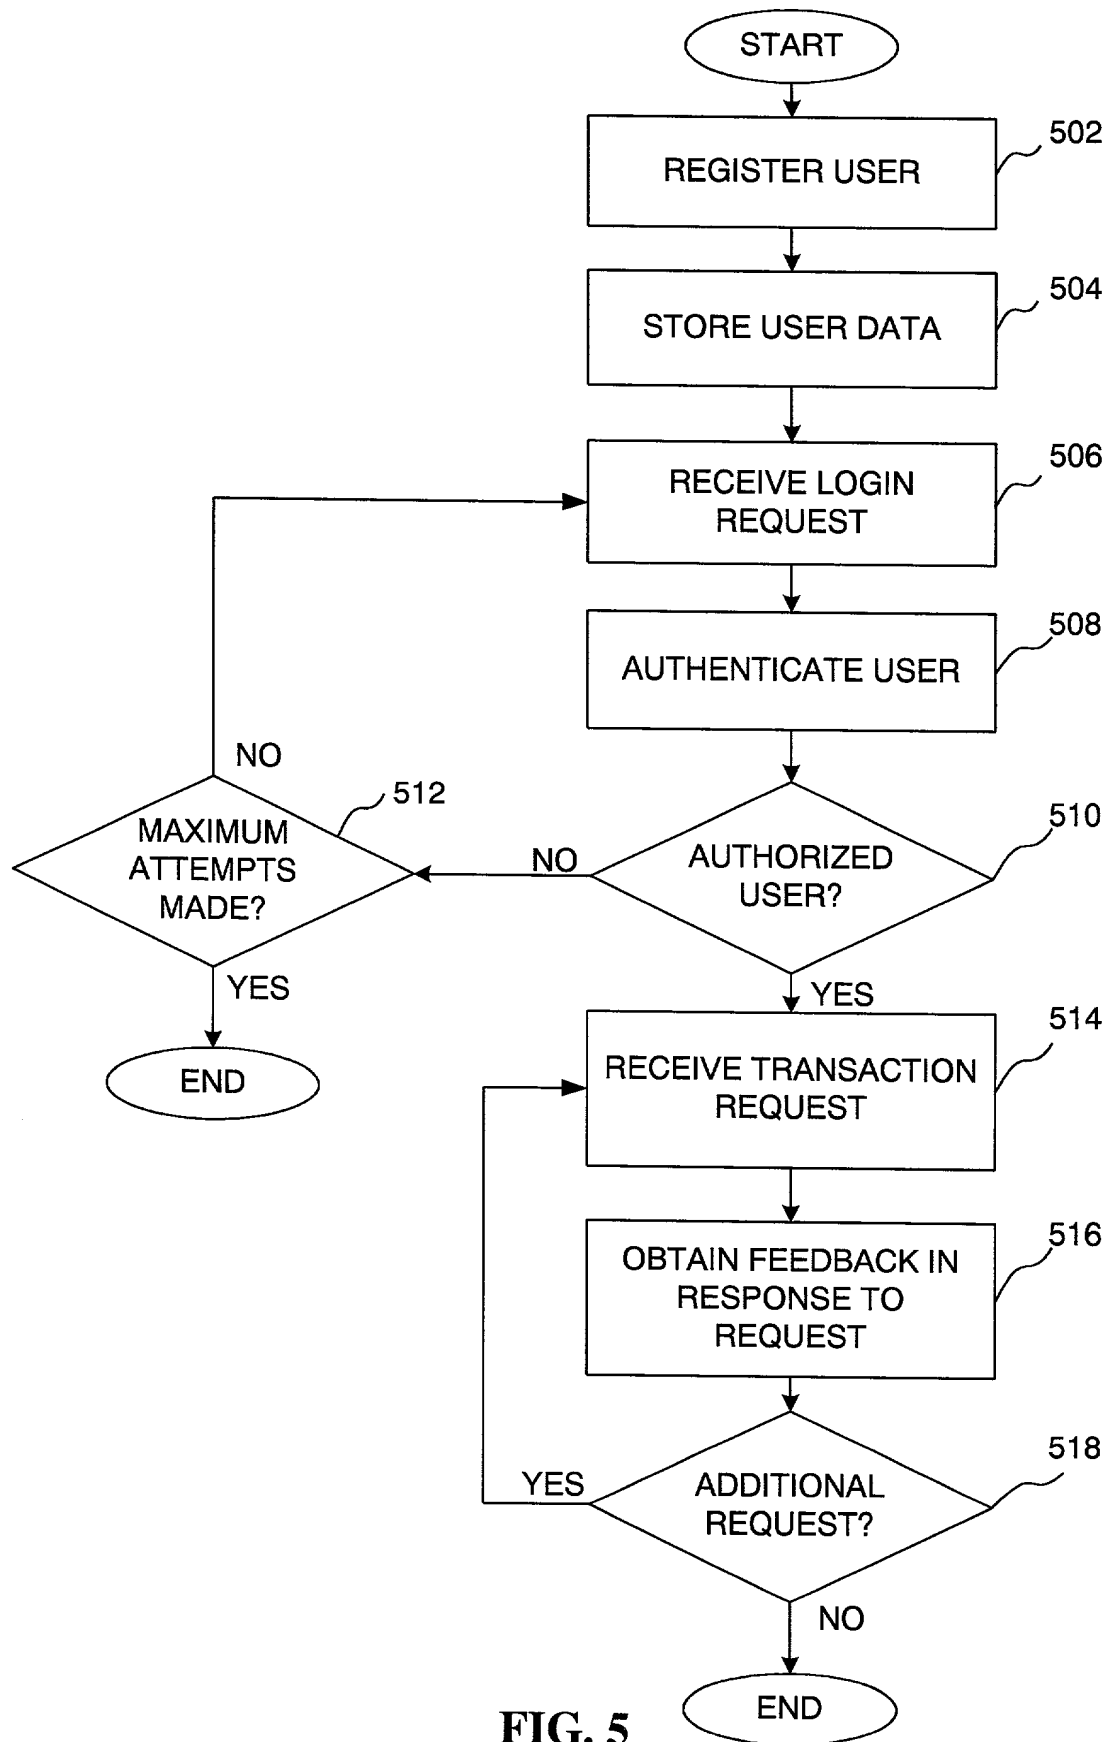 START
502
REGISTER USER
504
STORE USER DATA
506
RECEIVE LOGIN
REQUEST
508
AUTHENTICATE USER
NO
512
MAXIMUM
ATTEMPTS
MADE?
NO
510
AUTHORIZED
USER?
YES
END
YES
514
RECEIVE TRANSACTION
REQUEST
516
OBTAIN FEEDBACK IN
RESPONSE TO
REQUEST
518
YES
ADDITIONAL
REQUEST?
NO
END
FIG. 5